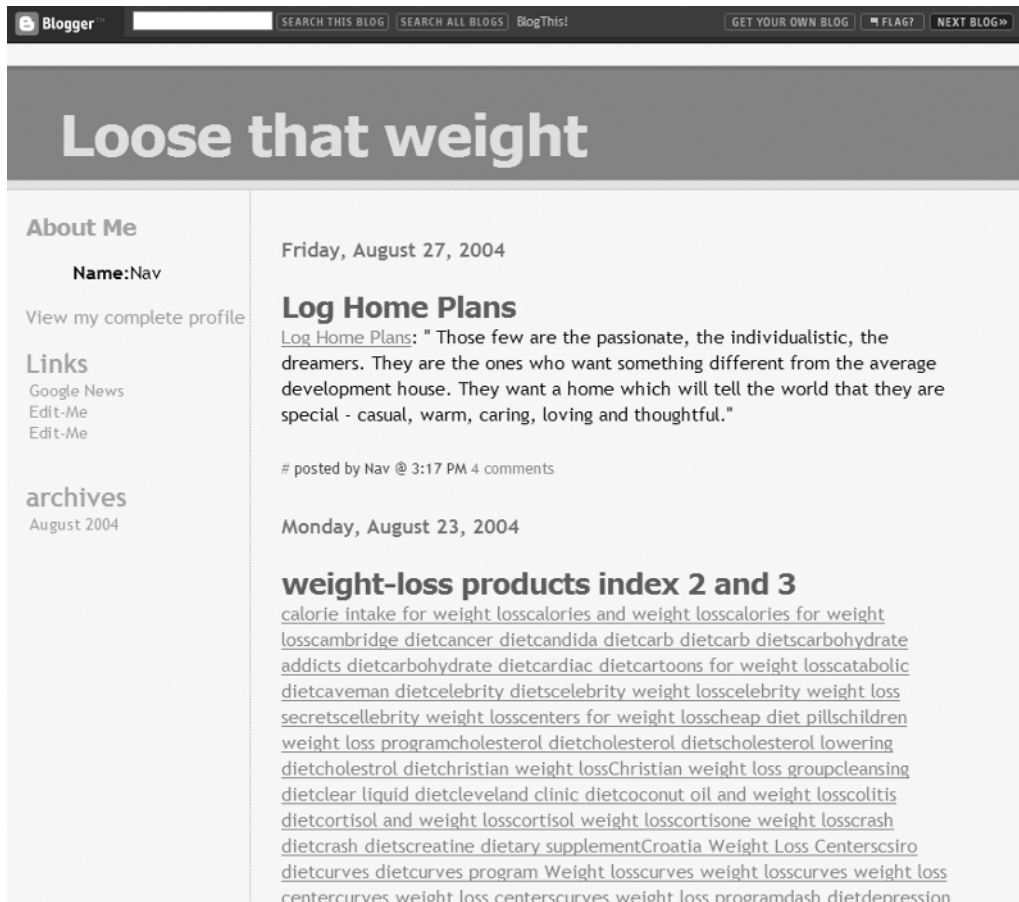 Blogger™ SEARCH THIS BLOG SEARCH ALL BLOGS BlogThis! GET YOUR OWN BLOG FLAG? NEXT BLOG»
Loose that weight
About Me
Name:Nav
View my complete profile
Links
Google News
Edit-Me
Edit-Me
archives
August 2004
Friday, August 27, 2004
Log Home Plans
Log Home Plans: " Those few are the passionate, the individualistic, the
dreamers. They are the ones who want something different from the average
development house. They want a home which will tell the world that they are
special - casual, warm, caring, loving and thoughtful."
# posted by Nav @ 3:17 PM 4 comments
Monday, August 23, 2004
weight-loss products index 2 and 3
calorie intake for weight losscalories and weight losscalories for weight
losscambridge dietcancer dietcandida dietcarb dietcarb dietscarbohydrate
addicts dietcarbohydrate dietcardiac dietcartoons for weight losscatabolic
dietcaveman dietcelebrity dietscelebrity weight losscelebrity weight loss
secretscellebrity weight losscenters for weight losscheap diet pillschildren
weight loss programcholesterol dietcholesterol dietscholesterol lowering
dietcholestrol dietchristian weight lossChristian weight loss groupcleansing
dietclear liquid dietcleveland clinic dietcoconut oil and weight losscolitis
dietcortisol and weight losscortisol weight losscortisone weight losscrash
dietcrash dietscreatine dietary supplementCroatia Weight Loss Centerscsiro
dietcurves dietcurves program Weight losscurves weight losscurves weight loss
centercurves weight loss centerscurves weight loss programdash dietdepression